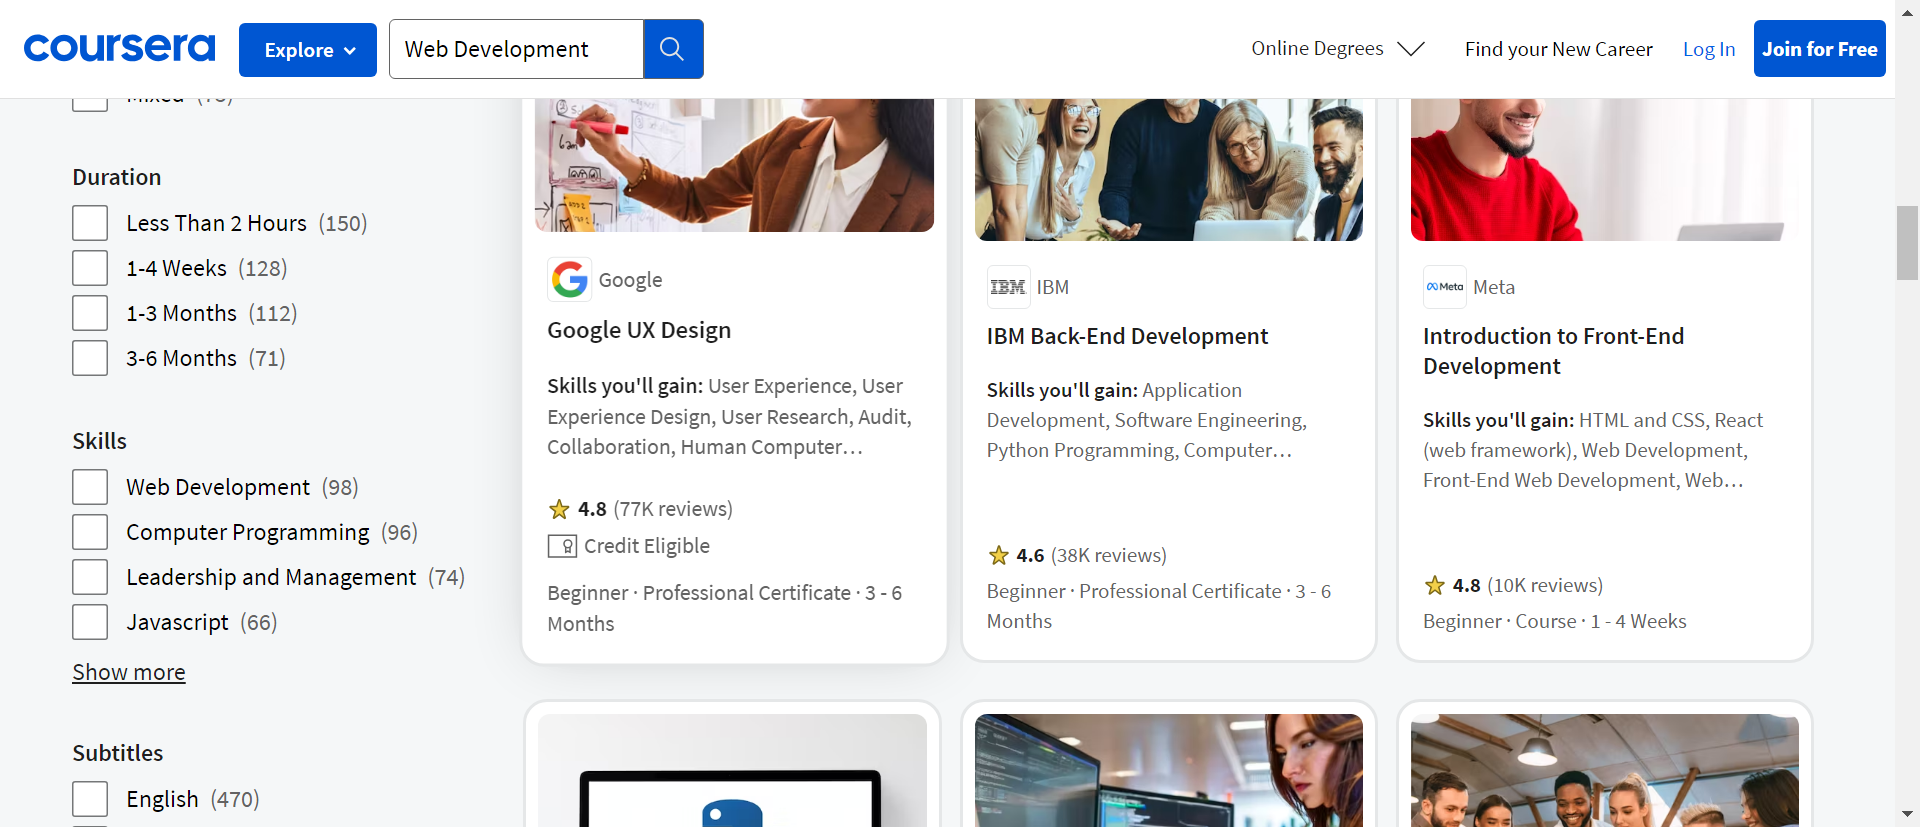 coursera
Explore
Web Development
Online Degrees
Find your New Career
Log In
Join for Free
Mixed
Duration
Less Than 2 Hours (150)
1-4 Weeks (128)
1-3 Months (112)
3-6 Months (71)
Skills
Web Development (98)
Computer Programming (96)
Leadership and Management (74)
Javascript (66)
Show more
Subtitles
English (470)
Google
Google UX Design
Skills you'll gain: User Experience, User
Experience Design, User Research, Audit,
Collaboration, Human Computer…
4.8 (77K reviews)
Credit Eligible
Beginner · Professional Certificate · 3 - 6
Months
IBM IBM
IBM Back-End Development
Skills you'll gain: Application
Development, Software Engineering,
Python Programming, Computer…
4.6 (38K reviews)
Beginner · Professional Certificate · 3 - 6
Months
Meta Meta
Introduction to Front-End
Development
Skills you'll gain: HTML and CSS, React
(web framework), Web Development,
Front-End Web Development, Web…
4.8 (10K reviews)
Beginner · Course · 1 - 4 Weeks